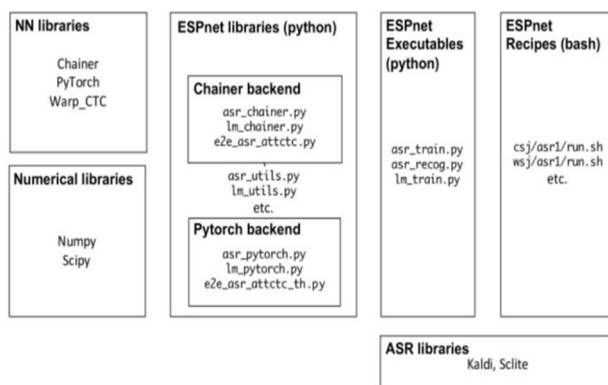 NN libraries
Chainer
PyTorch
Warp_CTC
Numerical libraries
Numpy
Scipy
ESPnet libraries (python)
Chainer backend
asr_chainer.py
lm_chainer.py
e2e_asr_attctc.py
asr_utils.py
lm_utils.py
etc.
Pytorch backend
asr_pytorch.py
lm_pytorch.py
e2e_asr_attctc_th.py
ESPnet
Executables
(python)
asr_train.py
asr_recog.py
lm_train.py
ESPnet
Recipes (bash)
csj/asr1/run.sh
wsj/asr1/run.sh
etc.
ASR libraries
Kaldi, Sclite